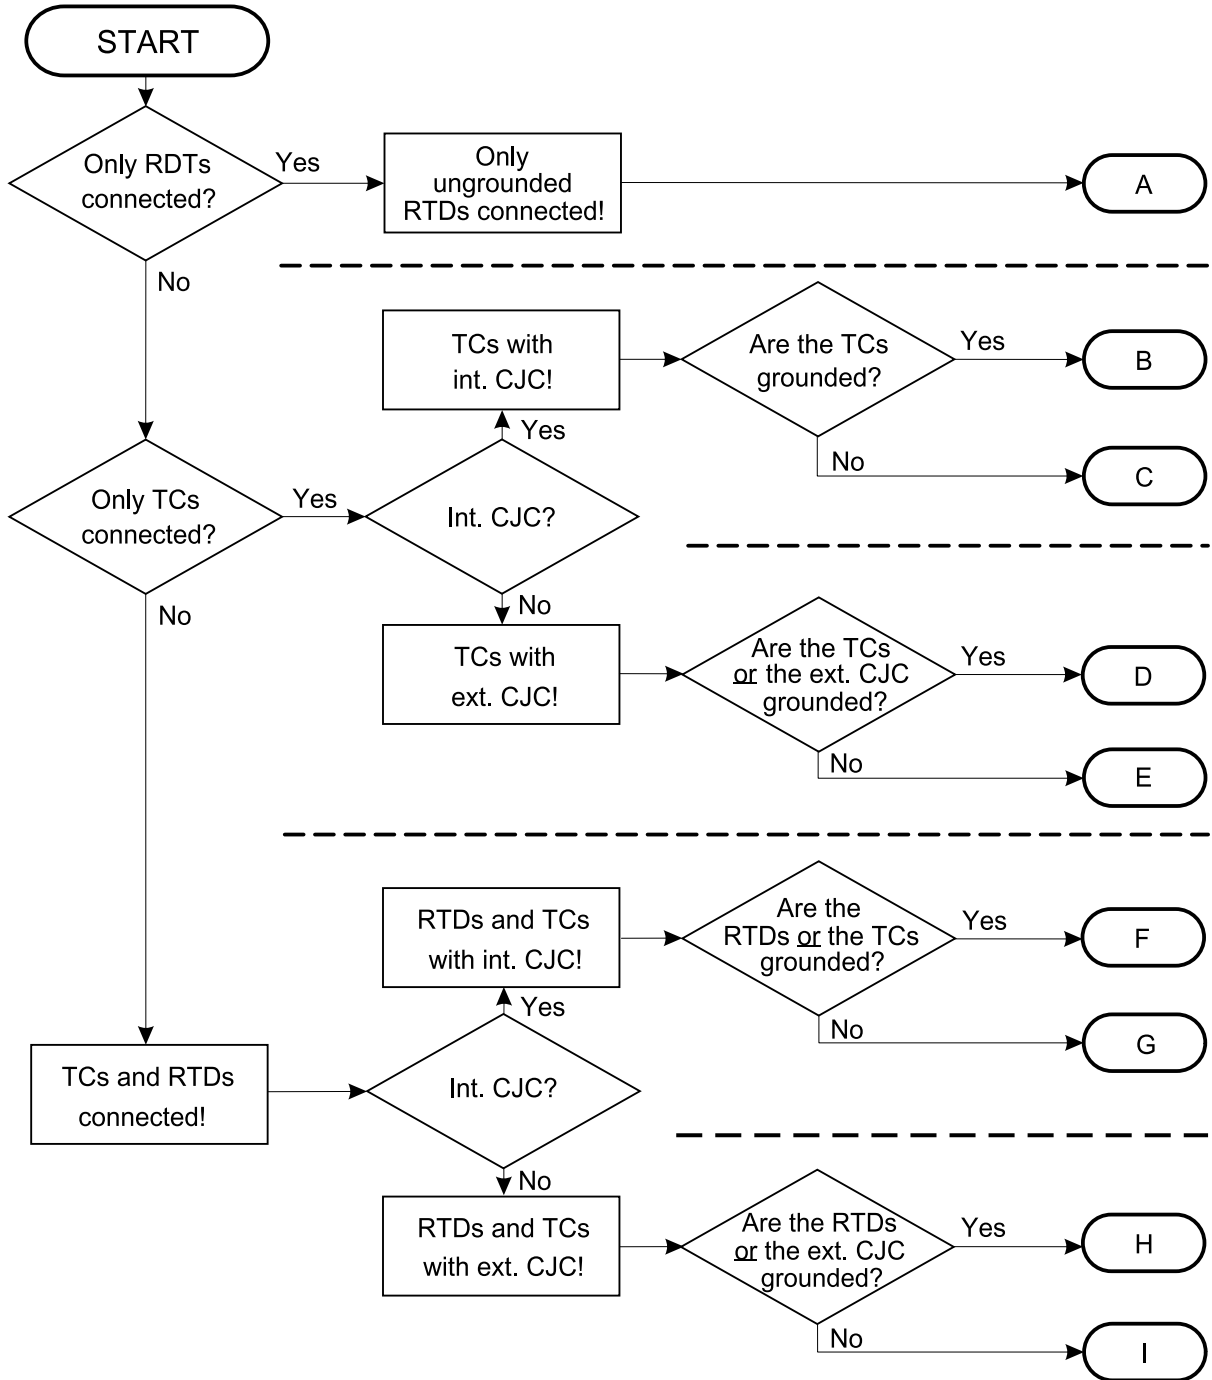 START
Only RDTs
connected?
Yes
Only
ungrounded
RTDs connected!
A
No
TCs with
int. CJC!
Are the TCs
grounded?
Yes
B
Yes
No
C
Only TCs
connected?
Yes
Int. CJC?
No
No
TCs with
ext. CJC!
Are the TCs
or the ext. CJC
grounded?
Yes
D
No
E
RTDs and TCs
with int. CJC!
Are the
RTDs or the TCs
grounded?
Yes
F
Yes
No
G
TCs and RTDs
connected!
Int. CJC?
No
RTDs and TCs
with ext. CJC!
Are the RTDs
or the ext. CJC
grounded?
Yes
H
No
I